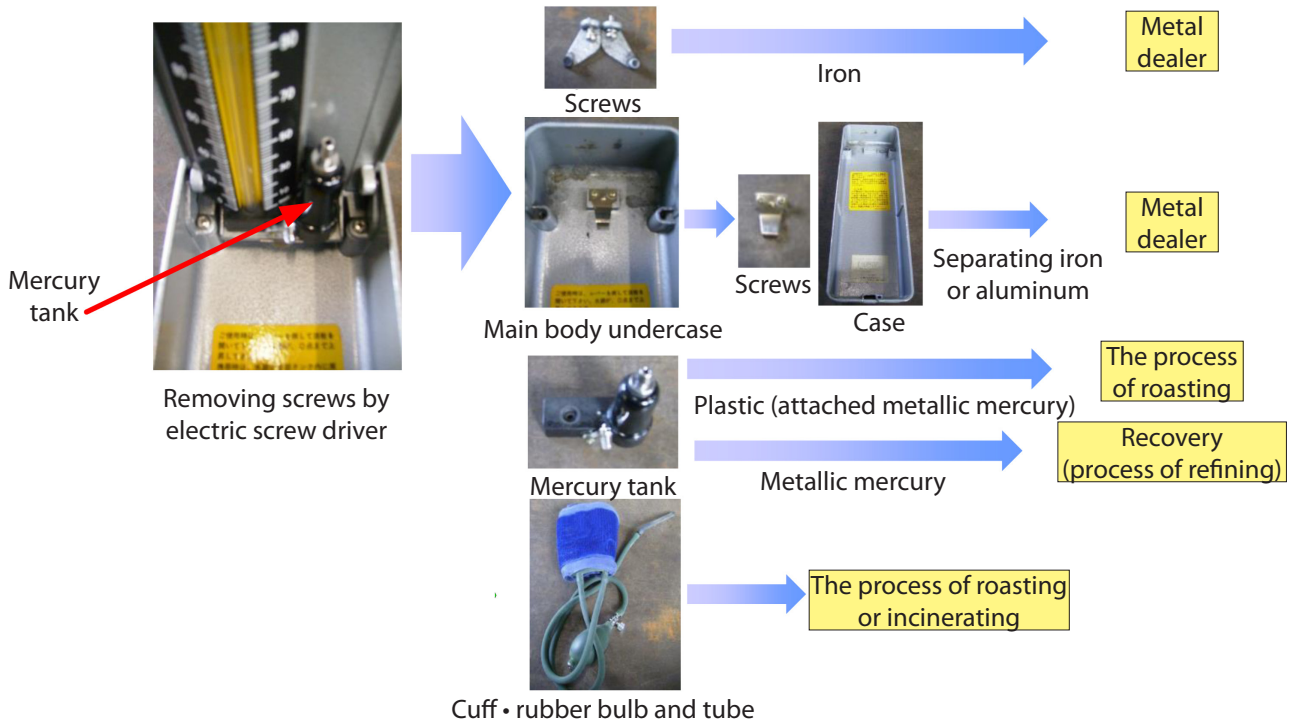 Mercury
tank
Removing screws by
electric screw driver
Screws
Iron
Metal
dealer
Main body undercase
Screws
Case
Separating iron
or aluminum
Metal
dealer
Mercury tank
Plastic (attached metallic mercury)
The process
of roasting
Metallic mercury
Recovery
(process of refining)
Cuff • rubber bulb and tube
The process of roasting
or incinerating